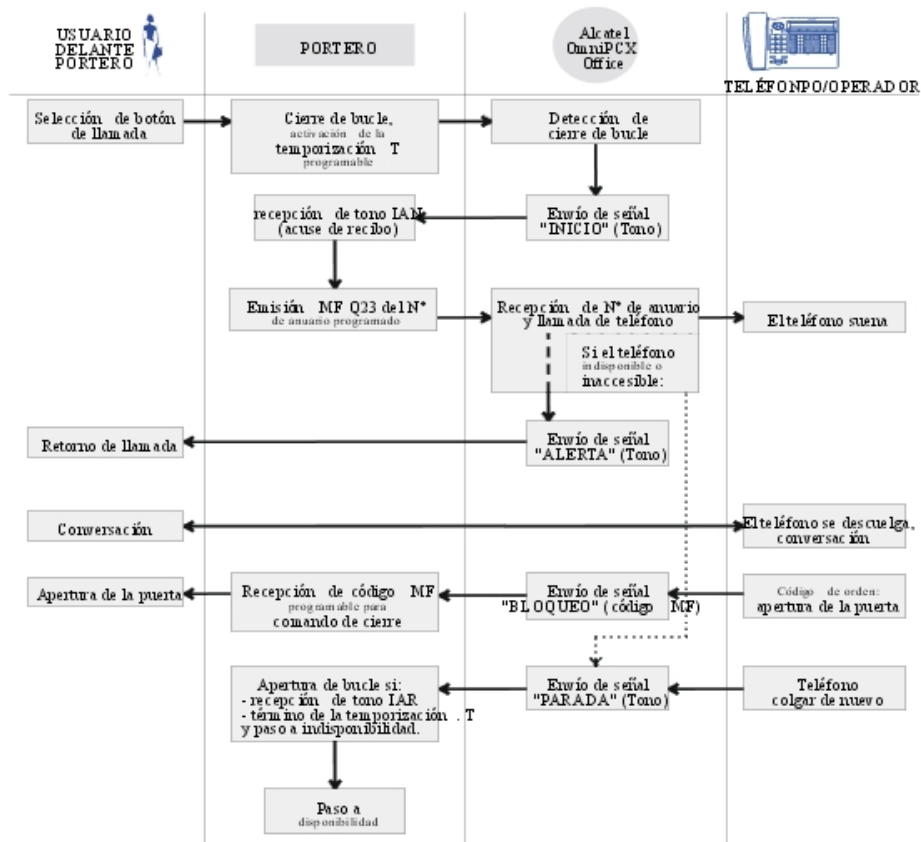 USUARIO
DELANTE
PORTERO
PORTERO
Alcatel
OmniPCX
Office
TELÉFONPO/OPERADOR
Selección de botón
de llamada
Cierre de bucle,
activación de la
temporización T
programable
Detección de
cierre de bucle
recepción de tono IAN
(acuse de recibo)
Envío de señal
"INICIO" (Tono)
Emisión MF Q23 del N°
de anuario programado
Recepción de N° de anuario
y llamada de teléfono
El teléfono suena
Si el teléfono
indisponible o
inaccesible:
Retorno de llamada
Envío de señal
"ALERTA" (Tono)
Conversación
El teléfono se descuelga,
conversación
Apertura de la puerta
Recepción de código MF
programable para
comando de cierre
Envío de señal
"BLOQUEO" (código MF)
Código de orden:
apertura de la puerta
Apertura de bucle si:
- recepción de tono IAR
- término de la temporización . T
y paso a indisponibilidad.
Envío de señal
"PARADA" (Tono)
Teléfono
colgar de nuevo
Paso a
disponibilidad